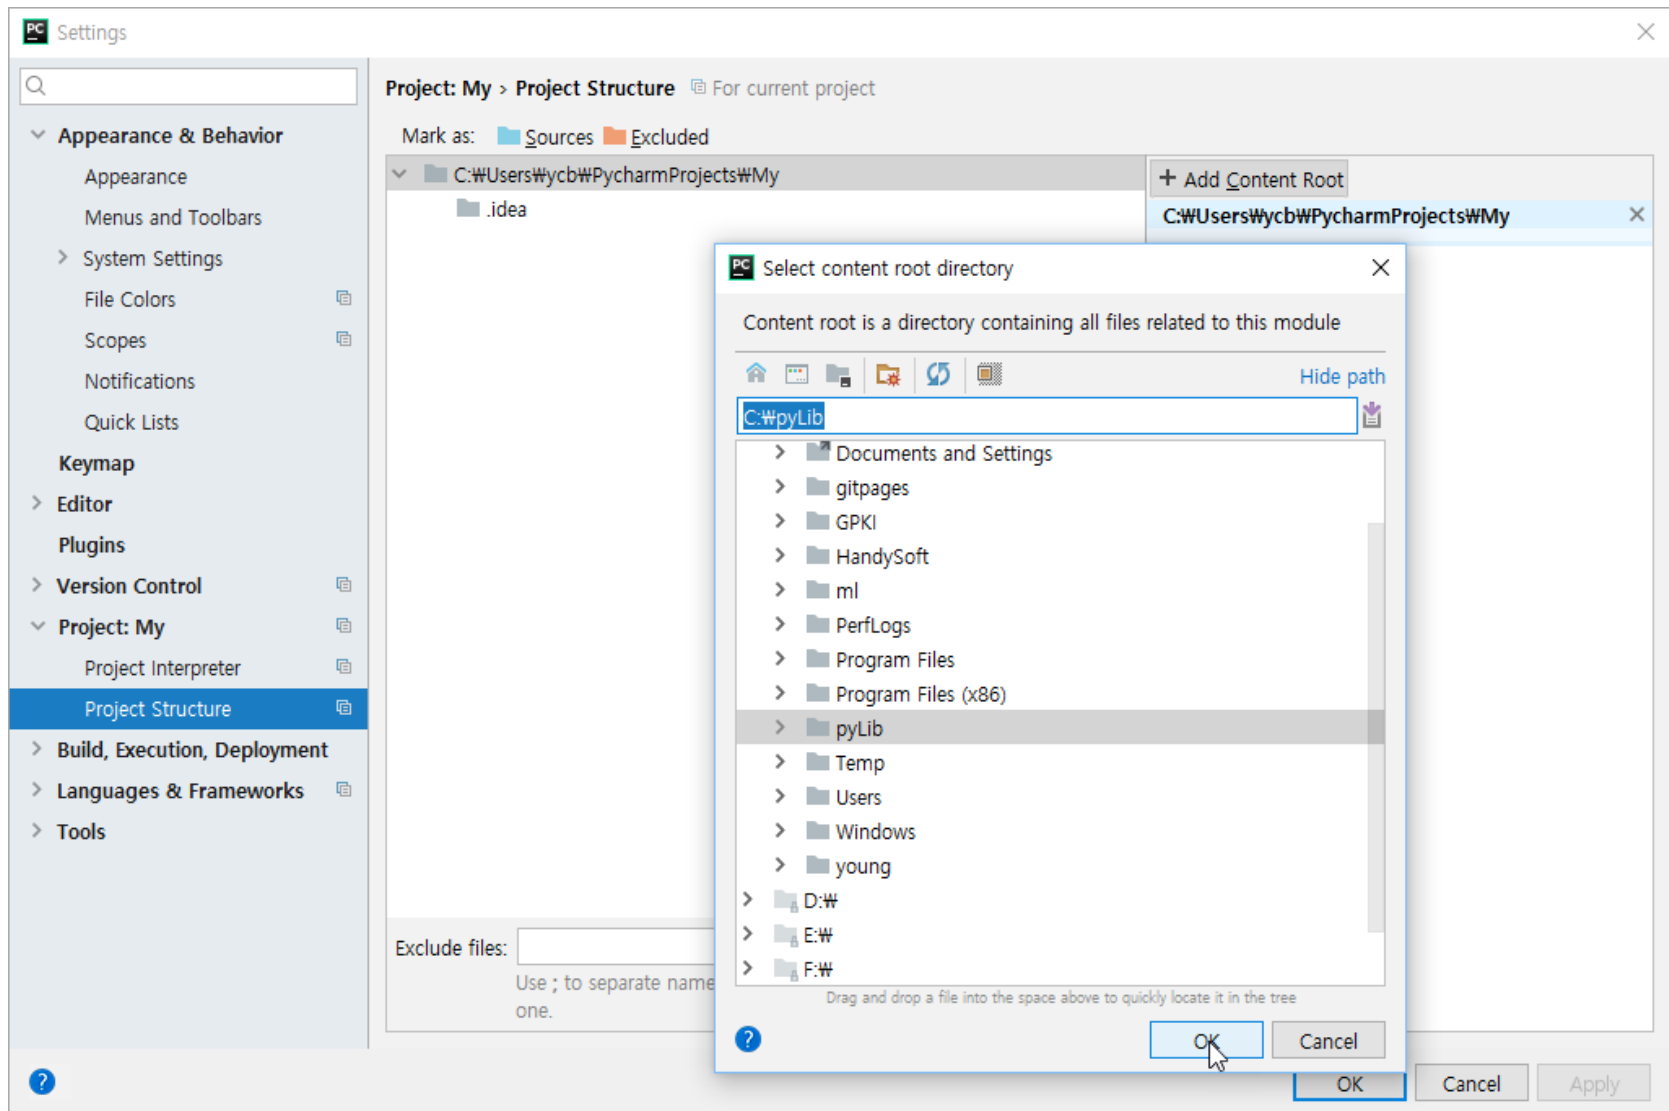 PC Settings
Appearance & Behavior
Appearance
Menus and Toolbars
System Settings
File Colors
Scopes
Notifications
Quick Lists
Keymap
Editor
Plugins
Version Control
Project: My
Project Interpreter
Project Structure
Build, Execution, Deployment
Languages & Frameworks
Tools
Project: My › Project Structure For current project
Mark as: Sources Excluded
C:₩Users₩ycb₩PycharmProjects₩My
.idea
+ Add Content Root
C:₩Users₩ycb₩PycharmProjects₩My
Exclude files:
Use ; to separate name
one.
PC Select content root directory
Content root is a directory containing all files related to this module
Hide path
C:₩pyLib
Documents and Settings
gitpages
GPKI
HandySoft
ml
PerfLogs
Program Files
Program Files (x86)
pyLib
Temp
Users
Windows
young
D:₩
E:₩
F:₩
Drag and drop a file into the space above to quickly locate it in the tree
? OK Cancel
? OK Cancel Apply